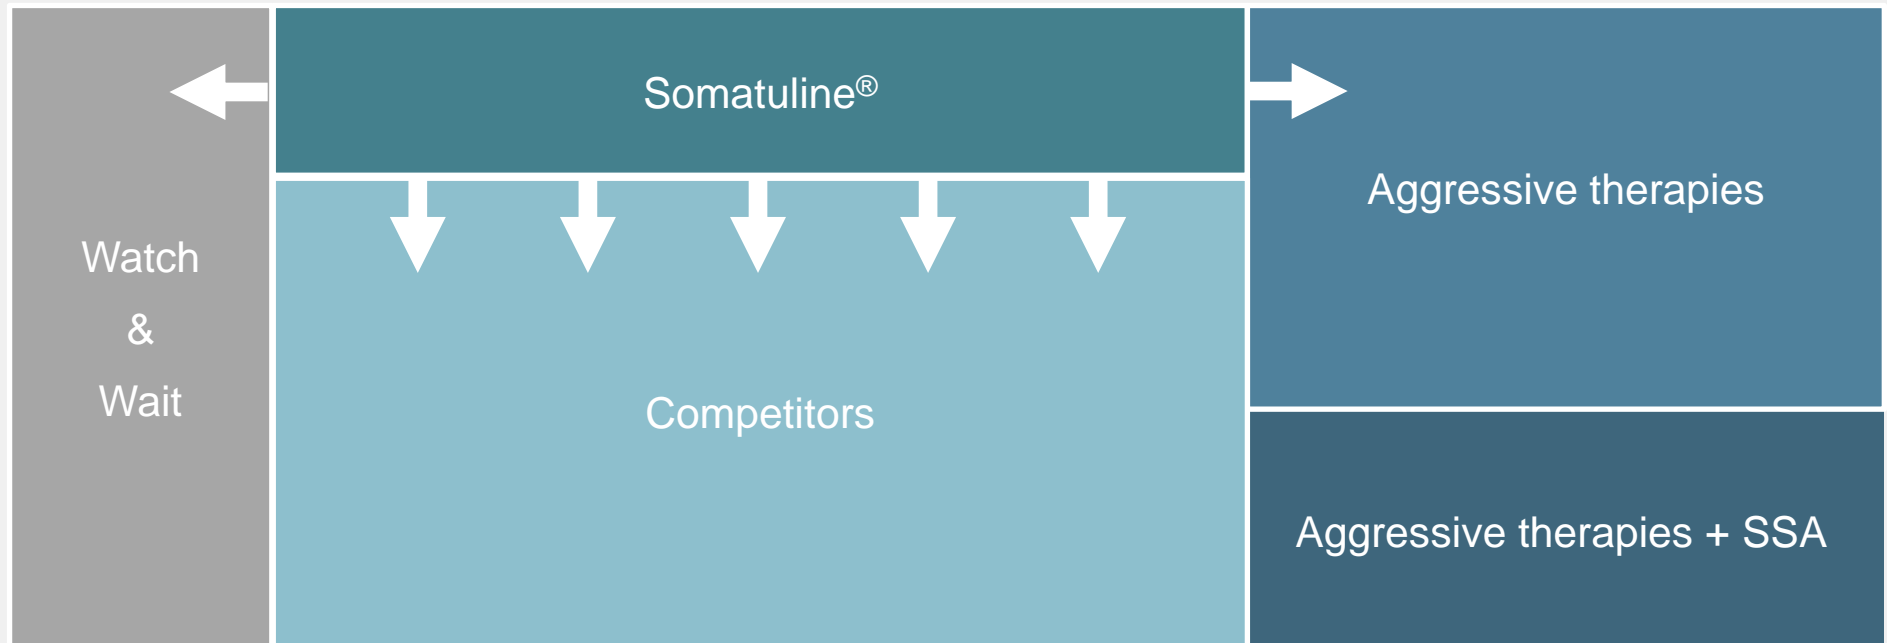 Watch
&
Wait
Somatuline®
Competitors
Aggressive therapies
Aggressive therapies + SSA